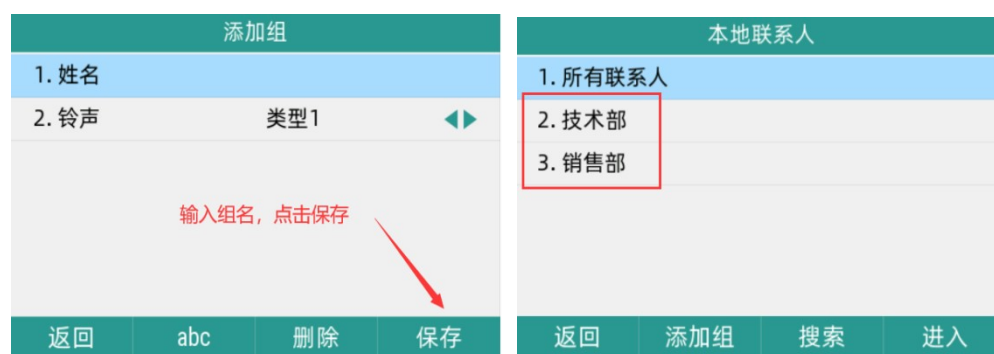 添加组
1. 姓名
2. 铃声 类型1
输入组名，点击保存
返回 abc 删除 保存
本地联系人
1. 所有联系人
2. 技术部
3. 销售部
返回 添加组 搜索 进入